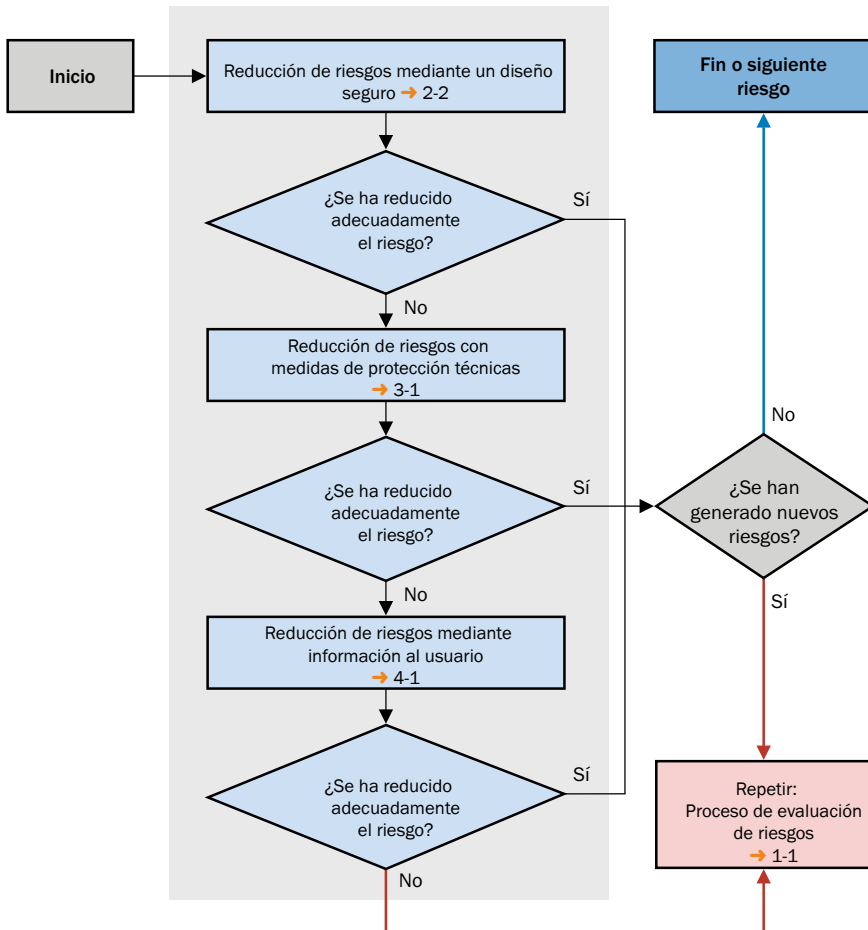 Inicio
Reducción de riesgos mediante un diseño
seguro ➔ 2-2
Fin o siguiente
riesgo
¿Se ha reducido
adecuadamente
el riesgo?
Sí
No
Reducción de riesgos con
medidas de protección técnicas
➔ 3-1
¿Se ha reducido
adecuadamente
el riesgo?
Sí
No
¿Se han
generado nuevos
riesgos?
No
Sí
Reducción de riesgos mediante
información al usuario
➔ 4-1
¿Se ha reducido
adecuadamente
el riesgo?
Sí
No
Repetir:
Proceso de evaluación
de riesgos
➔ 1-1